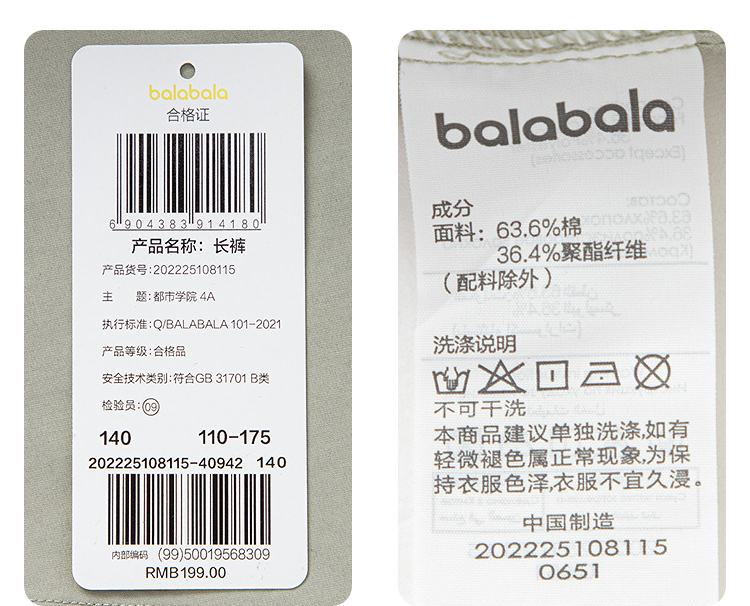 balabala
合格证
6 904383 914180
产品名称：长裤
产品货号：202225108115
主　　题：都市学院 4A
执行标准：Q/BALABALA 101-2021
产品等级：合格品
安全技术类别：符合GB 31701 B类
检验员：09
140 110-175
202225108115-40942 140
内部编码 (99)50019568309
RMB199.00
balabala
成分
面料：63.6%棉
36.4%聚酯纤维
（配料除外）
洗涤说明
不可干洗
本商品建议单独洗涤,如有
轻微褪色属正常现象,为保
持衣服色泽,衣服不宜久浸。
中国制造
202225108115
0651